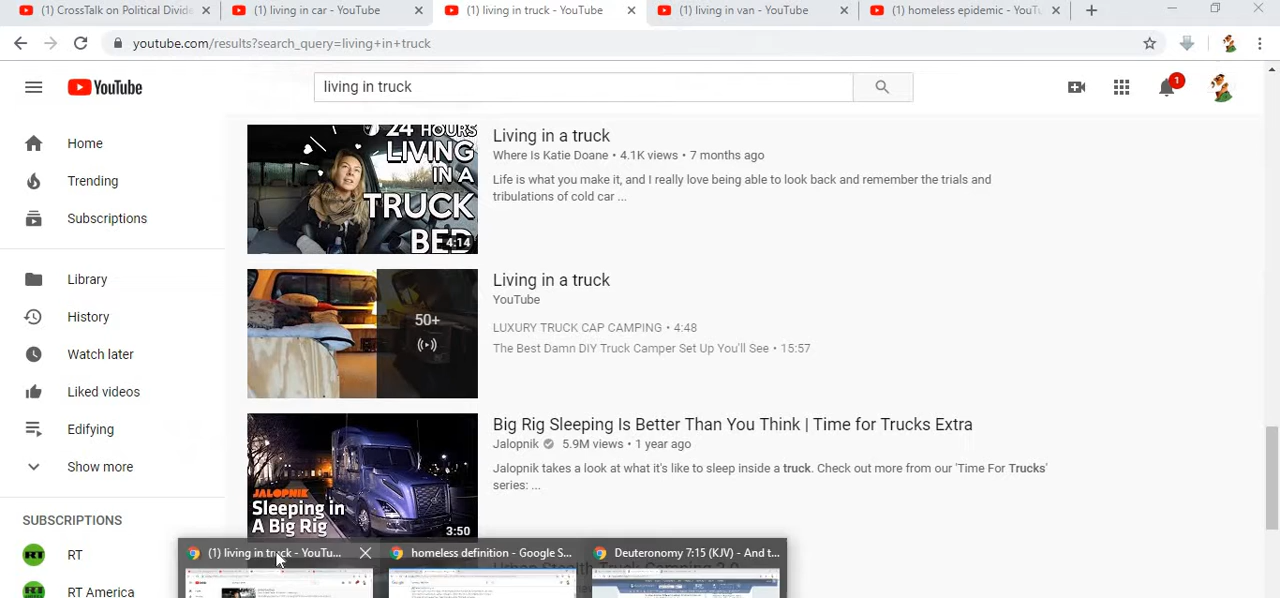 (1) CrossTalk on Political Divide
(1) living in car - YouTube
(1) living in truck - YouTube
(1) living in van - YouTube
(1) homeless epidemic - YouT
youtube.com/results?search_query=living+in+truck
YouTube
living in truck
1
Home
Trending
Subscriptions
Library
History
Watch later
Liked videos
Edifying
Show more
SUBSCRIPTIONS
RT
RT America
24 HOURS
LIVING
IN A
TRUCK
BED
4:14
Living in a truck
Where Is Katie Doane • 4.1K views • 7 months ago
Life is what you make it, and I really love being able to look back and remember the trials and
tribulations of cold car ...
50+
Living in a truck
YouTube
LUXURY TRUCK CAP CAMPING • 4:48
The Best Damn DIY Truck Camper Set Up You'll See • 15:57
JALOPNIK
Sleeping in
A Big Rig
3:50
Big Rig Sleeping Is Better Than You Think | Time for Trucks Extra
Jalopnik 5.9M views • 1 year ago
Jalopnik takes a look at what it's like to sleep inside a truck. Check out more from our 'Time For Trucks'
series: ...
(1) living in truck - YouTu...
homeless definition - Google S...
Deuteronomy 7:15 (KJV) - And t...